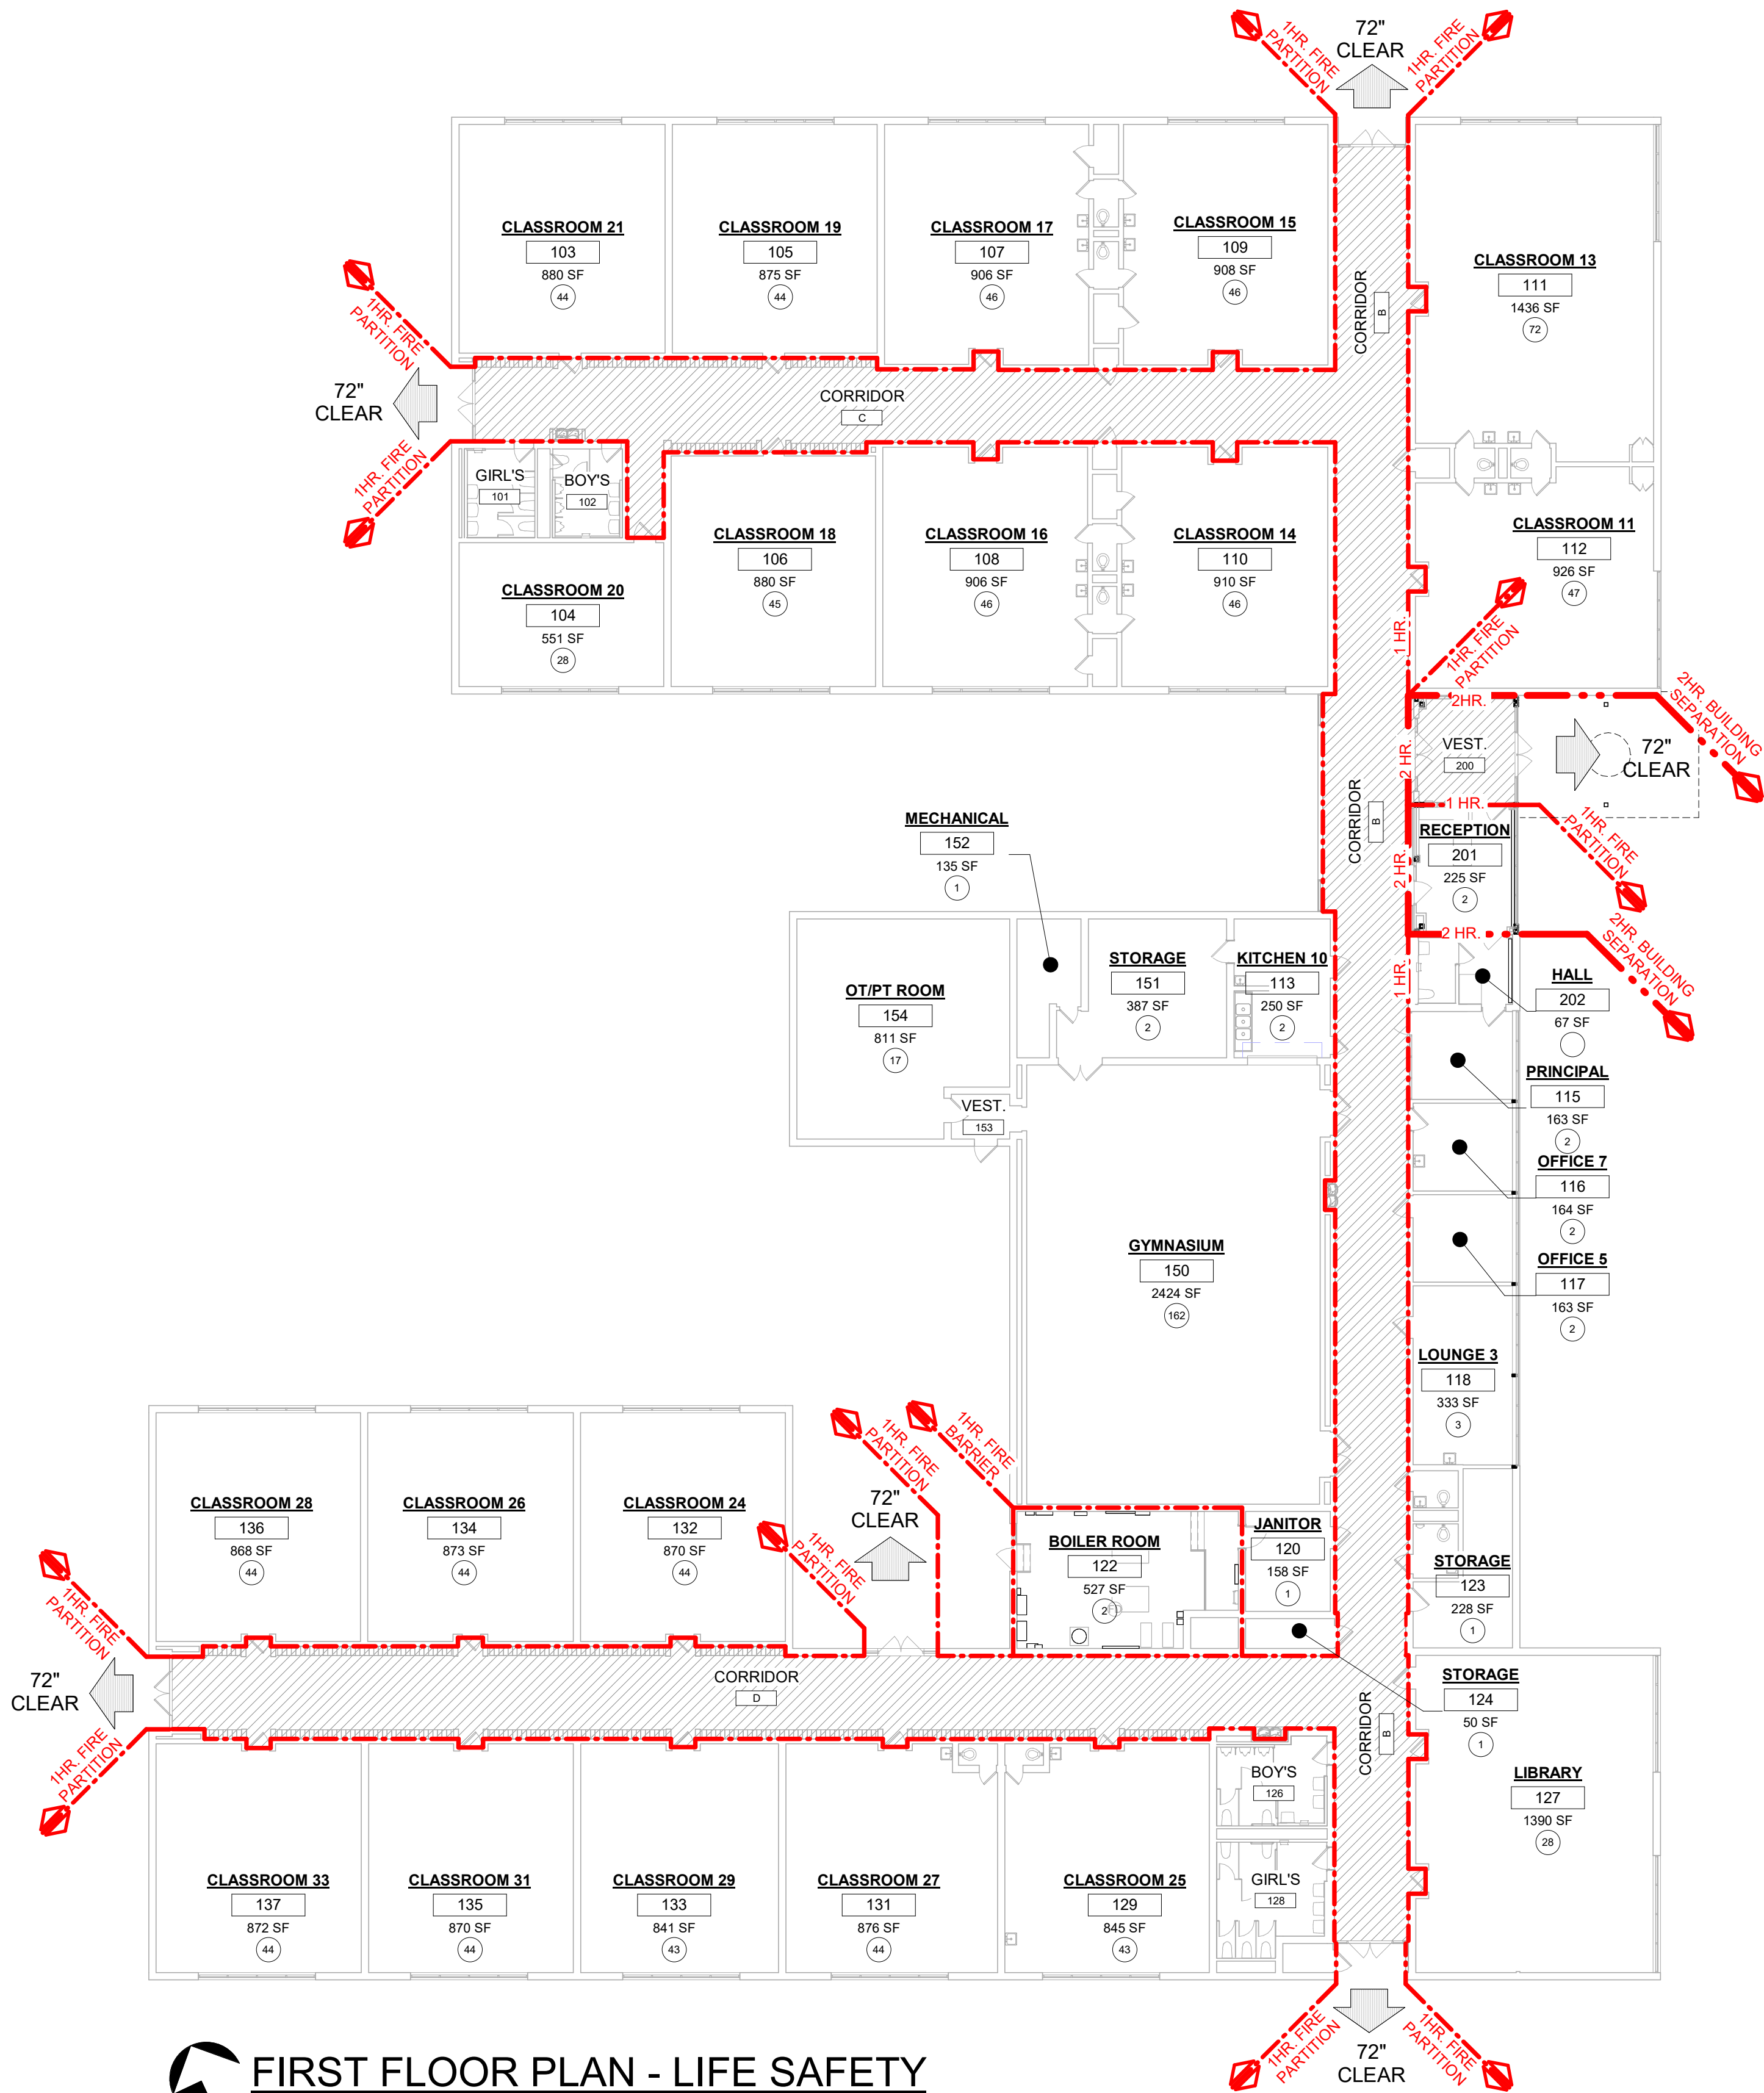 72"
CLEAR
1HR. FIRE
PARTITION
1HR. FIRE
PARTITION
CLASSROOM 21
103
880 SF
44
CLASSROOM 19
105
875 SF
44
CLASSROOM 17
107
906 SF
46
CLASSROOM 15
109
908 SF
46
CLASSROOM 13
111
1436 SF
72
CORRIDOR
B
1HR. FIRE
PARTITION
72"
CLEAR
1HR. FIRE
PARTITION
CORRIDOR
C
GIRL'S
101
BOY'S
102
CLASSROOM 20
104
551 SF
28
CLASSROOM 18
106
880 SF
45
CLASSROOM 16
108
906 SF
46
CLASSROOM 14
110
910 SF
46
CLASSROOM 11
112
926 SF
47
1 HR.
1HR. FIRE
PARTITION
2HR.
2HR. BUILDING
SEPARATION
2 HR.
VEST.
200
72"
CLEAR
1 HR.
1HR. FIRE
PARTITION
CORRIDOR
B
RECEPTION
201
225 SF
2
2 HR.
2 HR.
2HR. BUILDING
SEPARATION
1 HR.
MECHANICAL
152
135 SF
1
OT/PT ROOM
154
811 SF
17
STORAGE
151
387 SF
2
KITCHEN 10
113
250 SF
2
HALL
202
67 SF
PRINCIPAL
115
163 SF
2
VEST.
153
OFFICE 7
116
164 SF
2
GYMNASIUM
150
2424 SF
162
OFFICE 5
117
163 SF
2
LOUNGE 3
118
333 SF
3
1HR. FIRE
PARTITION
1HR. FIRE
BARRIER
72"
CLEAR
1HR. FIRE
PARTITION
CLASSROOM 28
136
868 SF
44
CLASSROOM 26
134
873 SF
44
CLASSROOM 24
132
870 SF
44
BOILER ROOM
122
527 SF
2
JANITOR
120
158 SF
1
STORAGE
123
228 SF
1
1HR. FIRE
PARTITION
72"
CLEAR
1HR. FIRE
PARTITION
CORRIDOR
D
CORRIDOR
B
STORAGE
124
50 SF
1
LIBRARY
127
1390 SF
28
BOY'S
126
GIRL'S
128
CLASSROOM 33
137
872 SF
44
CLASSROOM 31
135
870 SF
44
CLASSROOM 29
133
841 SF
43
CLASSROOM 27
131
876 SF
44
CLASSROOM 25
129
845 SF
43
1HR. FIRE
PARTITION
72"
CLEAR
1HR. FIRE
PARTITION
FIRST FLOOR PLAN - LIFE SAFETY